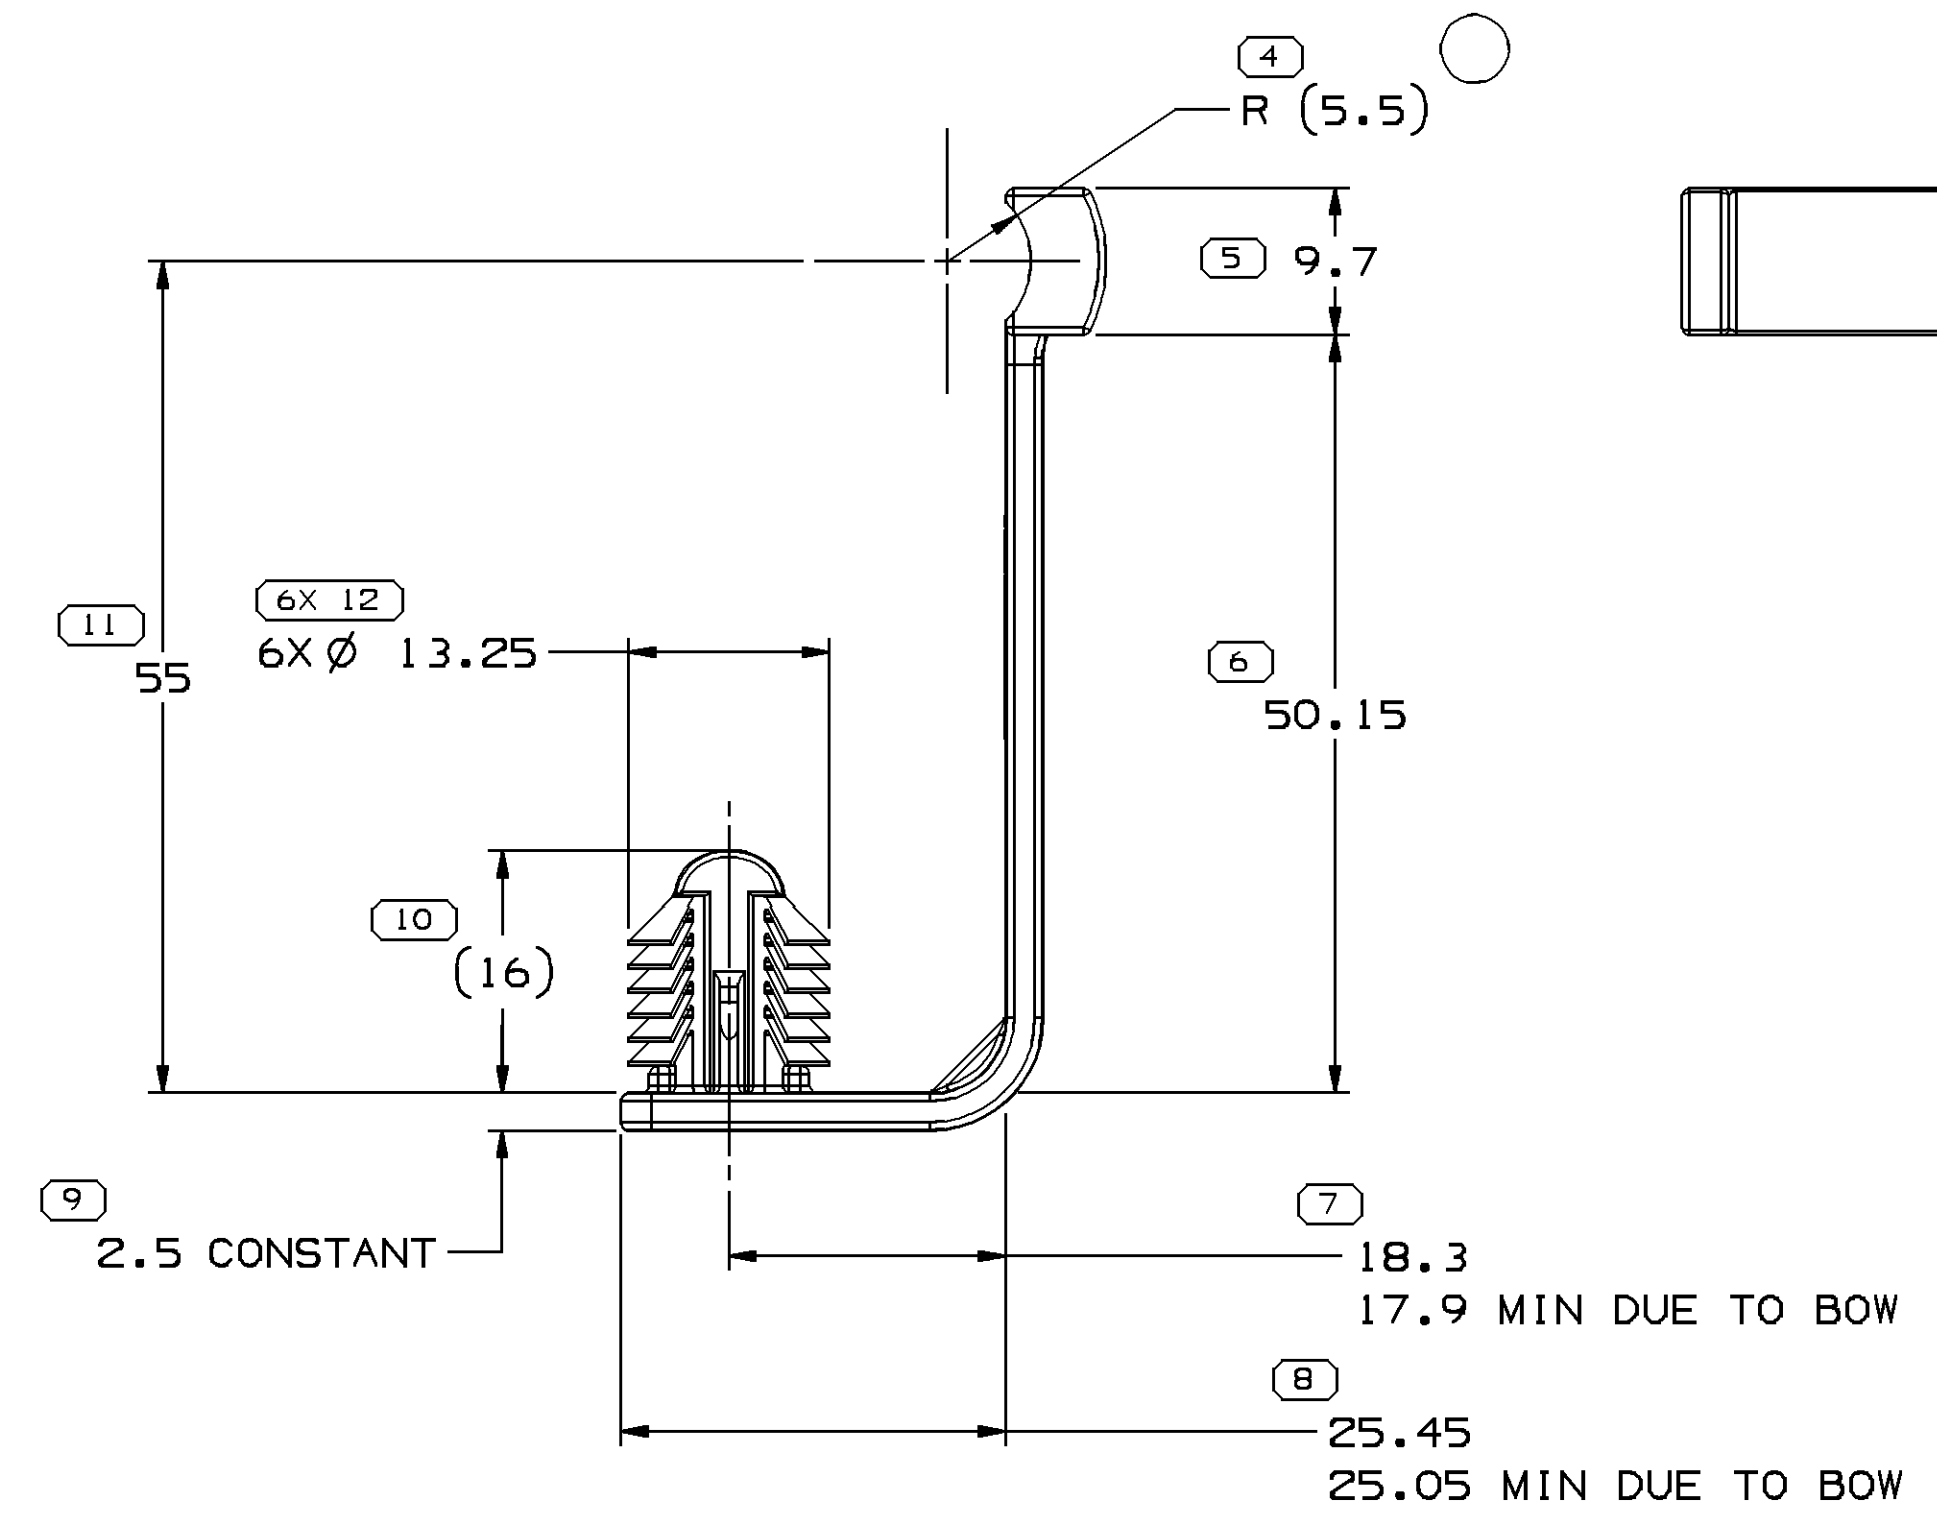 4
R (5.5)
5
9.7
6X 12
6X Ø 13.25
11
55
6
50.15
10
(16)
9
2.5 CONSTANT
7
18.3
17.9 MIN DUE TO BOW
8
25.45
25.05 MIN DUE TO BOW